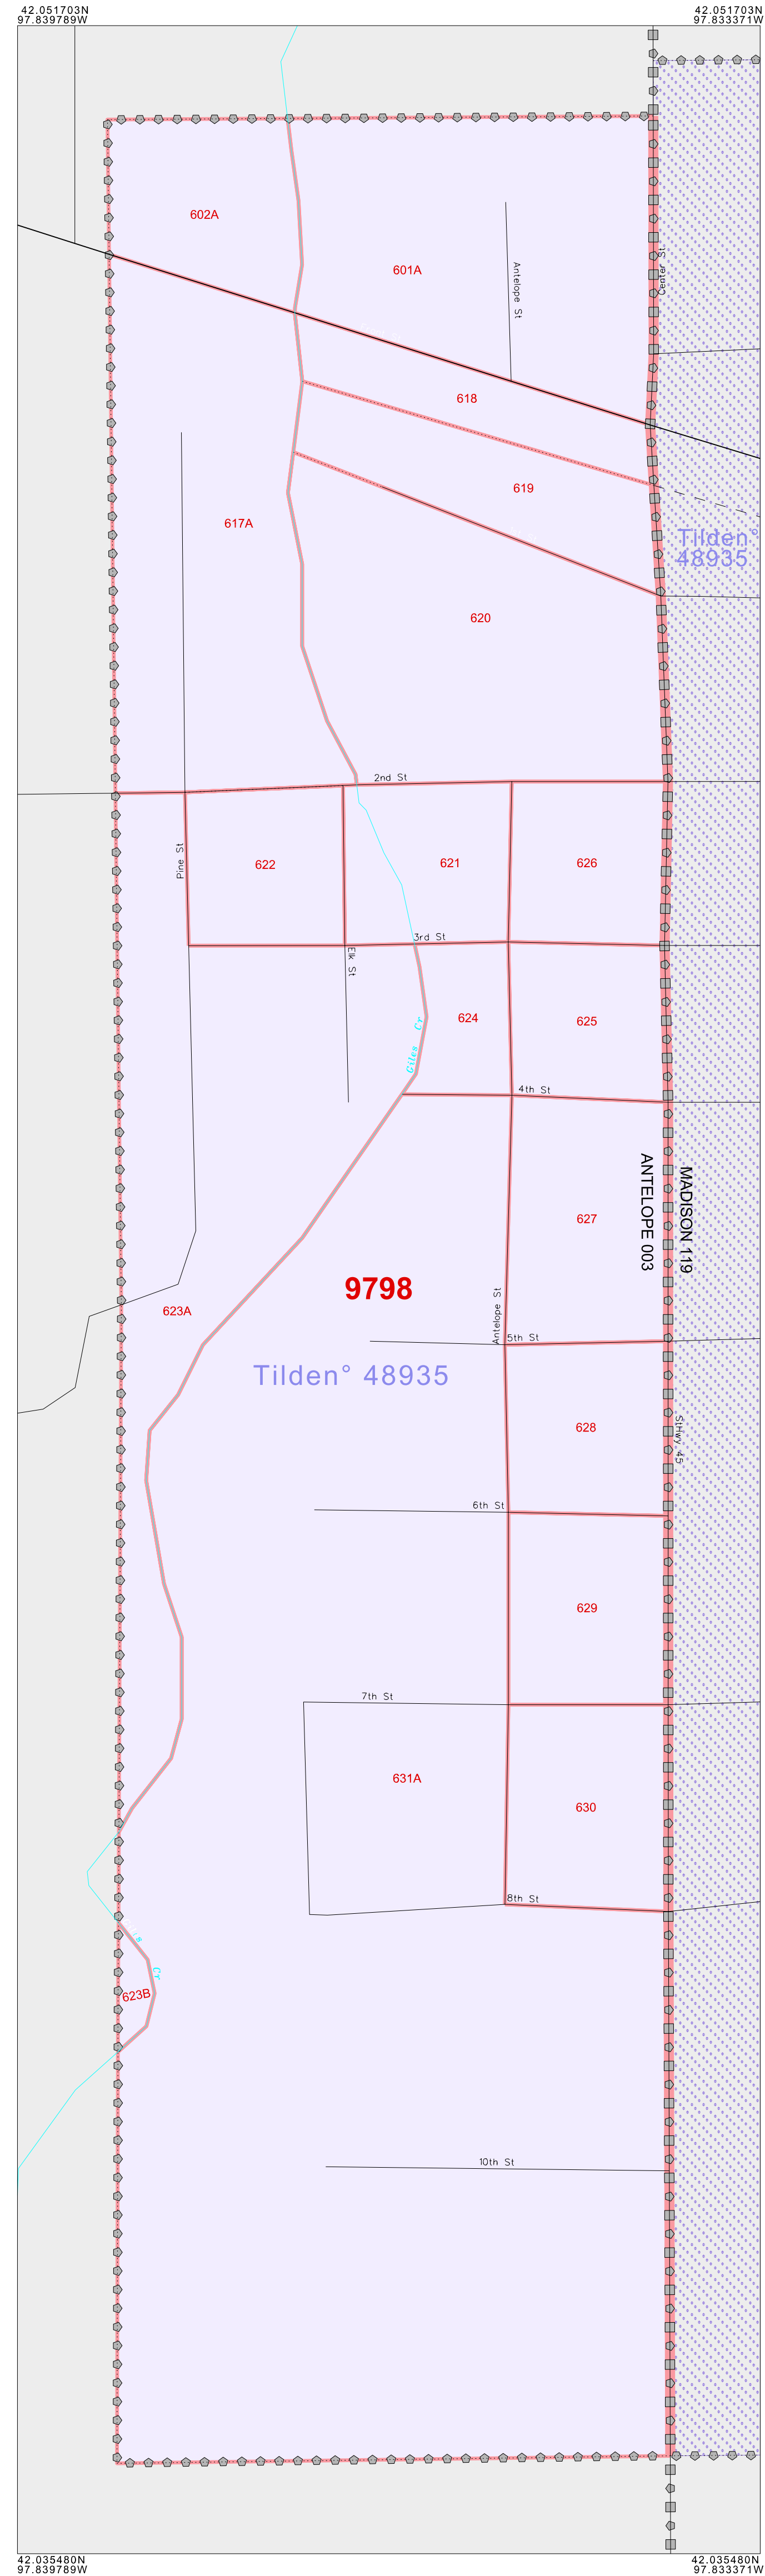 42.051703N
97.839789W
42.051703N
97.833371W
602A
601A
Antelope St
Center St
618
619
617A
Tilden°
48935
620
2nd St
Pine St
622
621
626
3rd St
Elk St
624
625
Giles Cr
4th St
ANTELOPE 003
MADISON 119
627
9798
Antelope St
623A
5th St
Tilden° 48935
628
StHwy 45
6th St
629
7th St
631A
630
8th St
Cr
623B
10th St
42.035480N
97.839789W
42.035480N
97.833371W